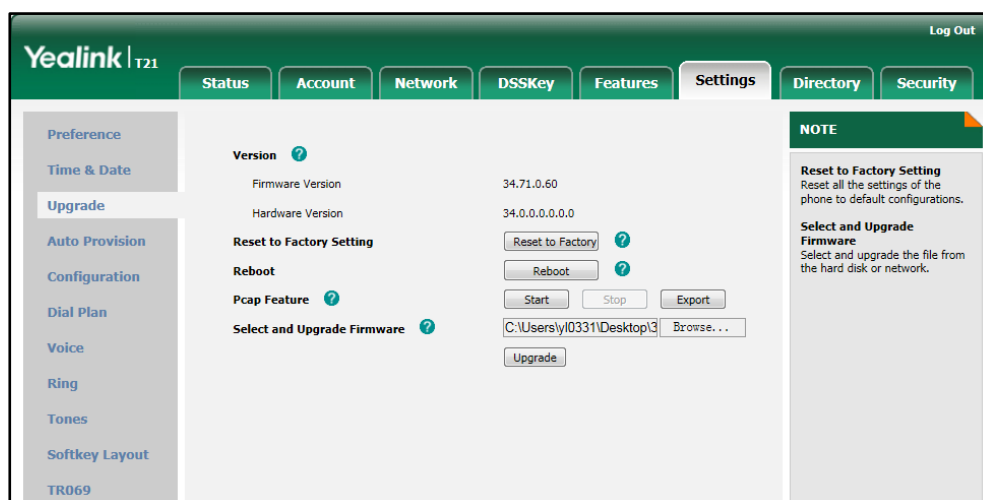 Log Out
Yealink | T21
Status Account Network DSSKey Features Settings Directory Security
Preference
Time & Date
Upgrade
Auto Provision
Configuration
Dial Plan
Voice
Ring
Tones
Softkey Layout
TR069
Version ?
Firmware Version 34.71.0.60
Hardware Version 34.0.0.0.0.0.0
Reset to Factory Setting Reset to Factory ?
Reboot Reboot ?
Pcap Feature ? Start Stop Export
Select and Upgrade Firmware ? C:\Users\yl0331\Desktop\3 Browse...
Upgrade
NOTE
Reset to Factory Setting
Reset all the settings of the
phone to default configurations.
Select and Upgrade
Firmware
Select and upgrade the file from
the hard disk or network.